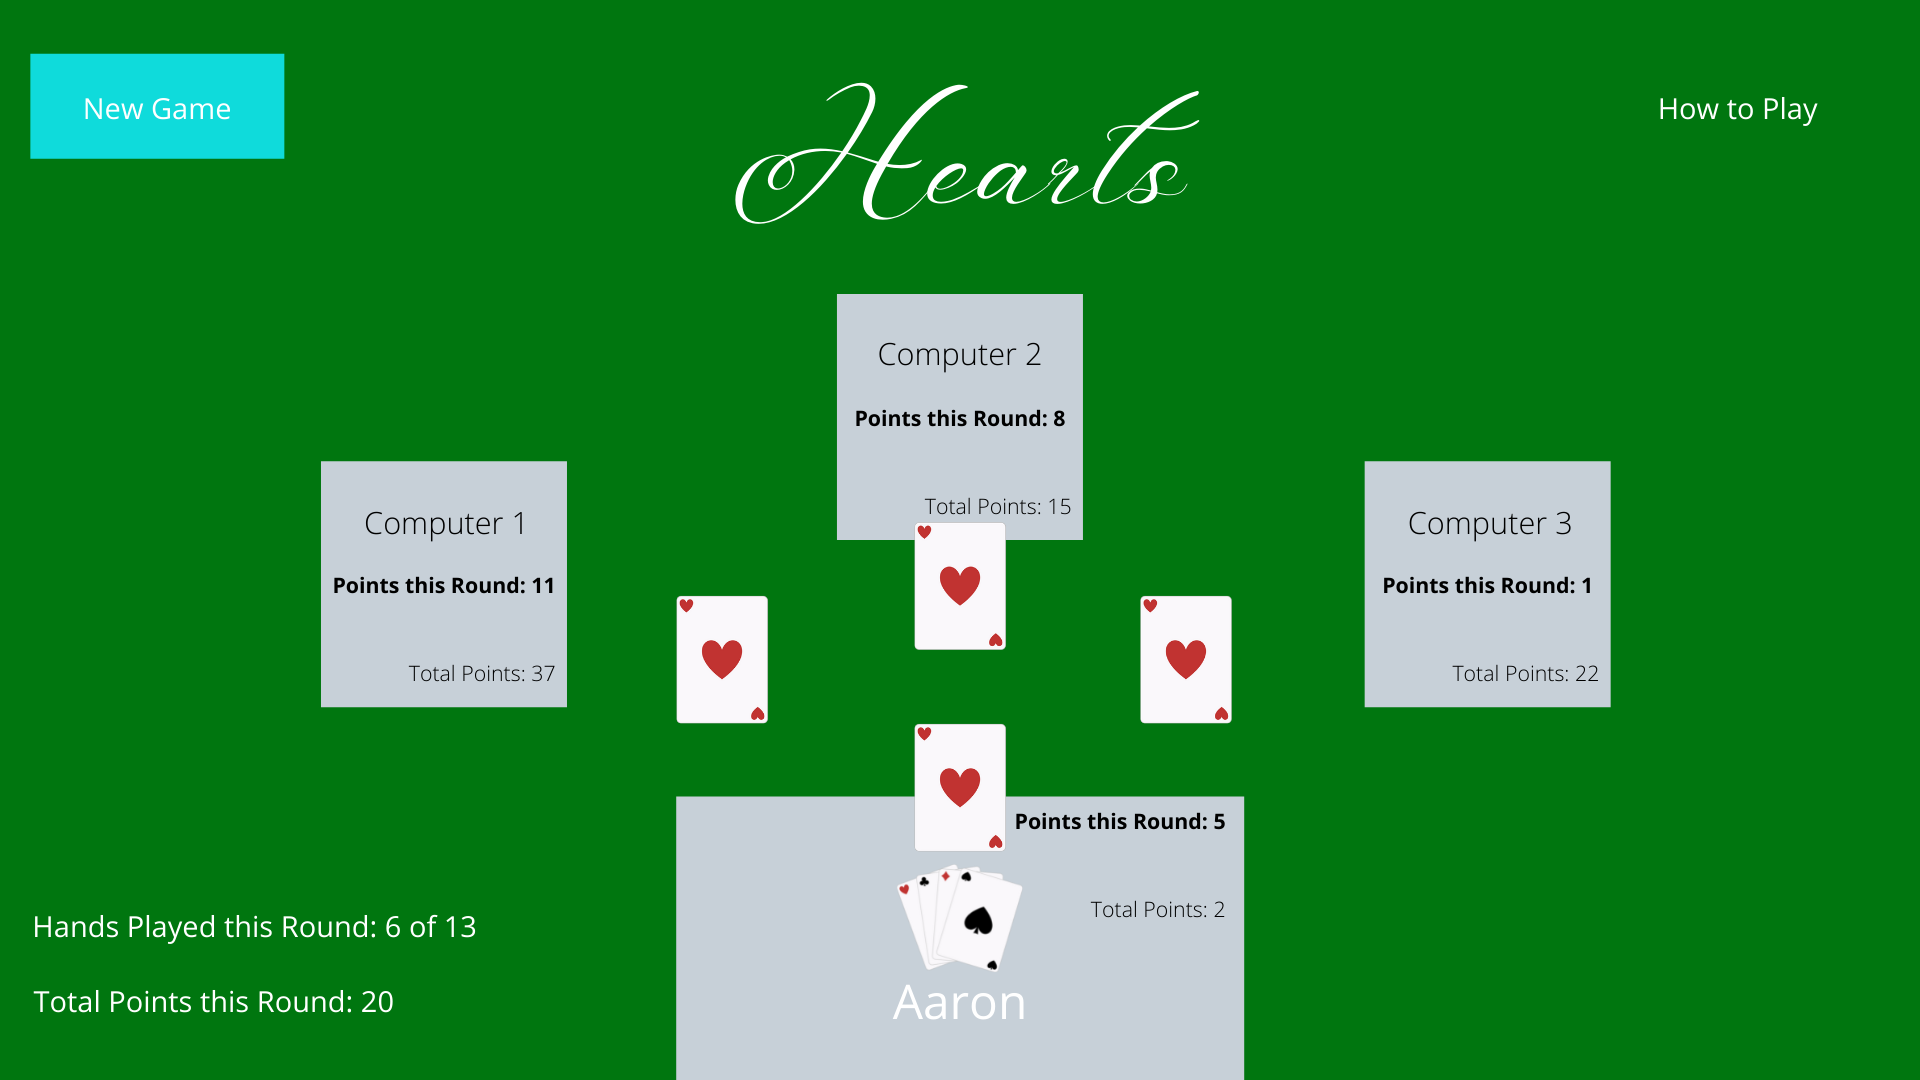 New Game
Hearts
How to Play
Computer 2
Points this Round: 8
Total Points: 15
Computer 1
Points this Round: 11
Total Points: 37
Computer 3
Points this Round: 1
Total Points: 22
Points this Round: 5
Total Points: 2
Aaron
Hands Played this Round: 6 of 13
Total Points this Round: 20